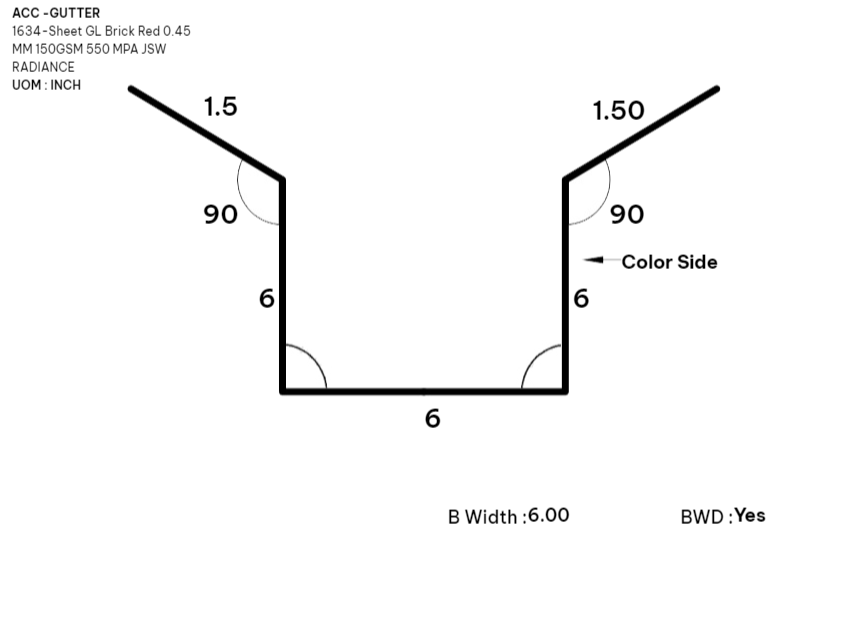 ACC -GUTTER
1634-Sheet GL Brick Red 0.45
MM 150GSM 550 MPA JSW
RADIANCE
UOM : INCH
1.5
1.50
90
90
Color Side
6
6
6
B Width :6.00
BWD :Yes